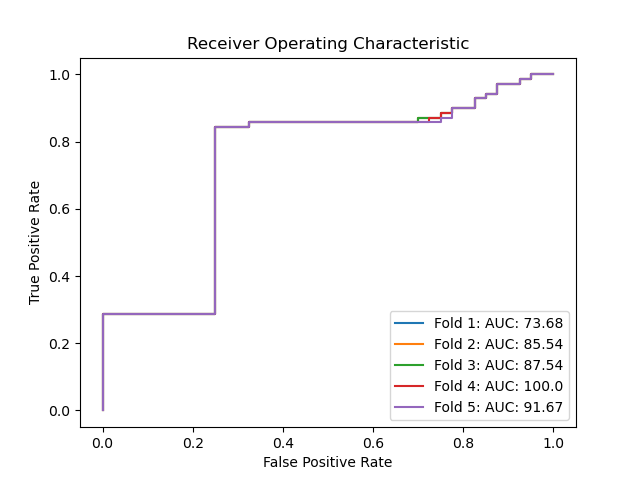 Receiver Operating Characteristic
1.0
0.8
0.6
0.4
0.2
0.0
True Positive Rate
Fold 1: AUC: 73.68
Fold 2: AUC: 85.54
Fold 3: AUC: 87.54
Fold 4: AUC: 100.0
Fold 5: AUC: 91.67
0.0 0.2 0.4 0.6 0.8 1.0
False Positive Rate